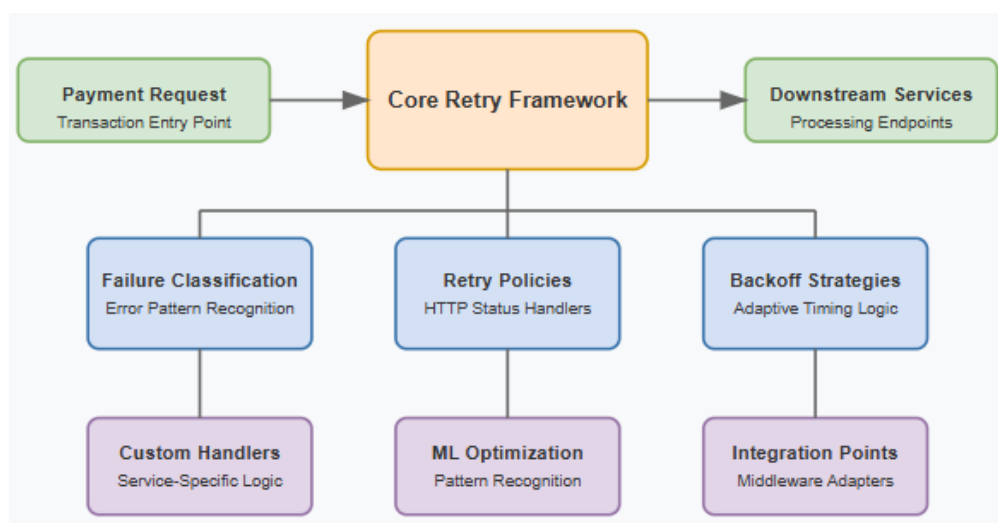 Payment Request
Transaction Entry Point
Core Retry Framework
Downstream Services
Processing Endpoints
Failure Classification
Error Pattern Recognition
Retry Policies
HTTP Status Handlers
Backoff Strategies
Adaptive Timing Logic
Custom Handlers
Service-Specific Logic
ML Optimization
Pattern Recognition
Integration Points
Middleware Adapters